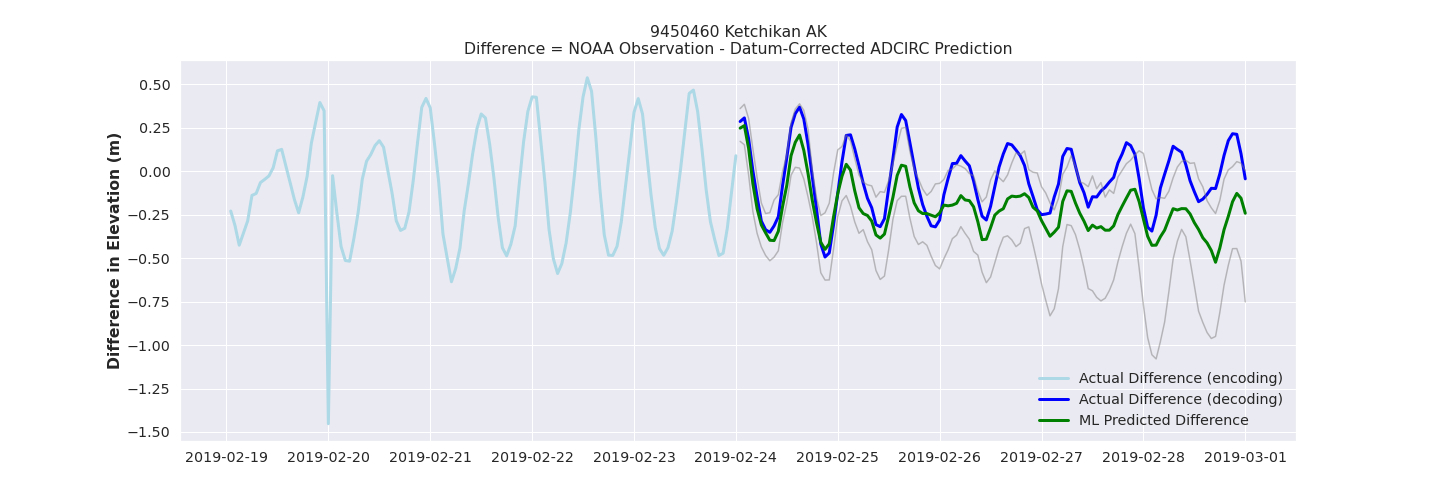 9450460 Ketchikan AK
Difference = NOAA Observation - Datum-Corrected ADCIRC Prediction
Difference in Elevation (m)
0.50
0.25
0.00
−0.25
−0.50
−0.75
−1.00
−1.25
−1.50
Actual Difference (encoding)
Actual Difference (decoding)
ML Predicted Difference
2019-02-19 2019-02-20 2019-02-21 2019-02-22 2019-02-23 2019-02-24 2019-02-25 2019-02-26 2019-02-27 2019-02-28 2019-03-01